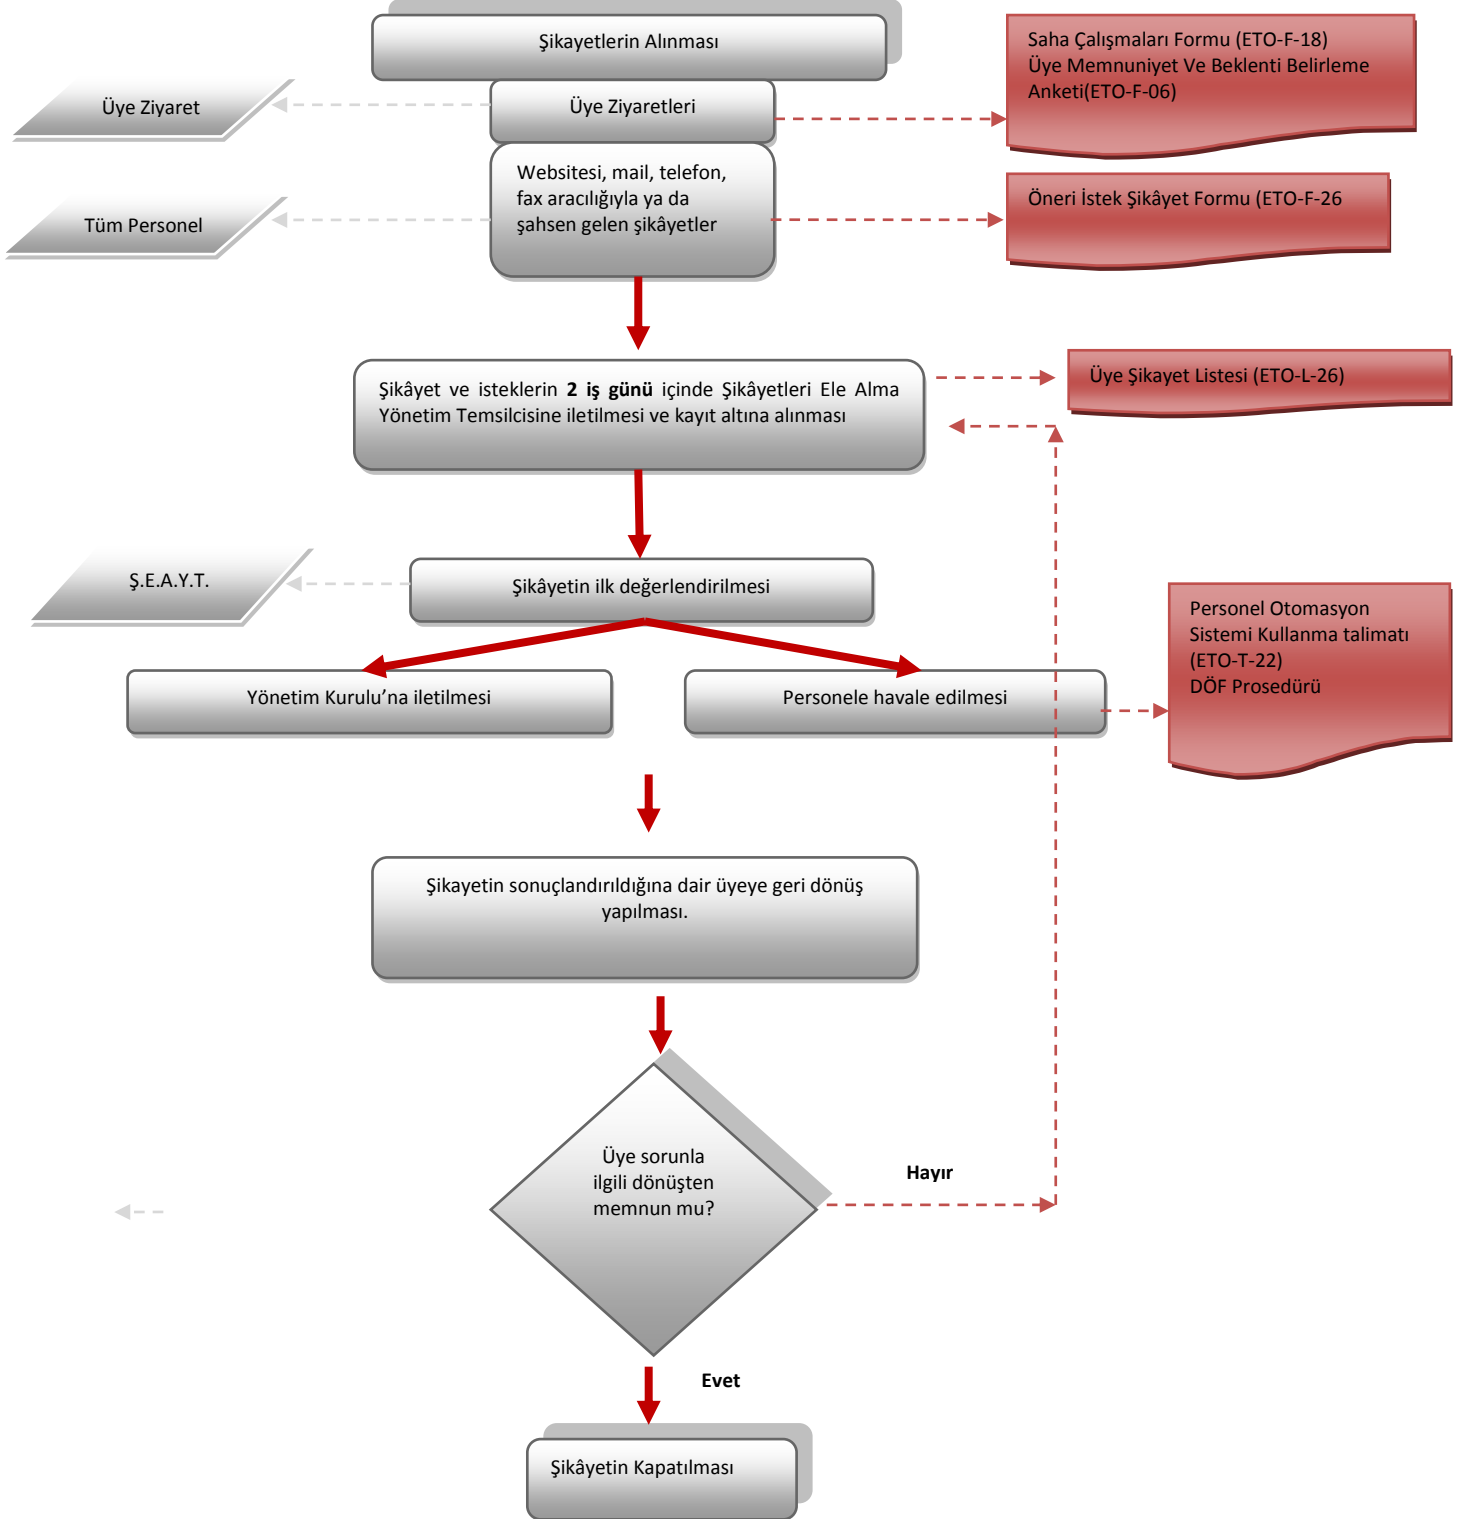 Şikayetlerin Alınması
Saha Çalışmaları Formu (ETO-F-18)
Üye Memnuniyet Ve Beklenti Belirleme
Anketi(ETO-F-06)
Üye Ziyaret
Üye Ziyaretleri
Websitesi, mail, telefon,
fax aracılığıyla ya da
şahsen gelen şikâyetler
Tüm Personel
Öneri İstek Şikâyet Formu (ETO-F-26
Şikâyet ve isteklerin 2 iş günü içinde Şikâyetleri Ele Alma
Yönetim Temsilcisine iletilmesi ve kayıt altına alınması
Üye Şikayet Listesi (ETO-L-26)
Ş.E.A.Y.T.
Şikâyetin ilk değerlendirilmesi
Yönetim Kurulu’na iletilmesi
Personele havale edilmesi
Personel Otomasyon
Sistemi Kullanma talimatı
(ETO-T-22)
DÖF Prosedürü
Şikayetin sonuçlandırıldığına dair üyeye geri dönüş
yapılması.
Üye sorunla
ilgili dönüşten
memnun mu?
Hayır
Evet
Şikâyetin Kapatılması